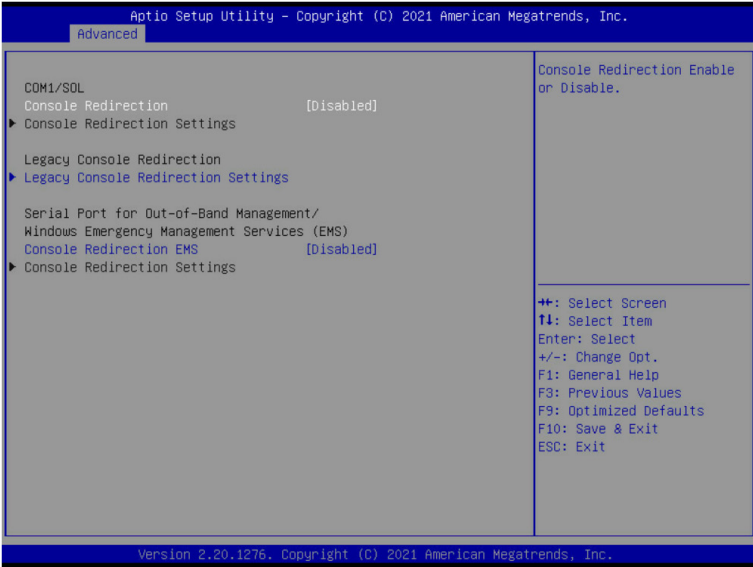 Aptio Setup Utility – Copyright (C) 2021 American Megatrends, Inc.
Advanced
COM1/SOL
Console Redirection [Disabled]
▶ Console Redirection Settings
Legacy Console Redirection
▶ Legacy Console Redirection Settings
Serial Port for Out-of-Band Management/
Windows Emergency Management Services (EMS)
Console Redirection EMS [Disabled]
▶ Console Redirection Settings
Console Redirection Enable
or Disable.
→←: Select Screen
↑↓: Select Item
Enter: Select
+/-: Change Opt.
F1: General Help
F3: Previous Values
F9: Optimized Defaults
F10: Save & Exit
ESC: Exit
Version 2.20.1276. Copyright (C) 2021 American Megatrends, Inc.